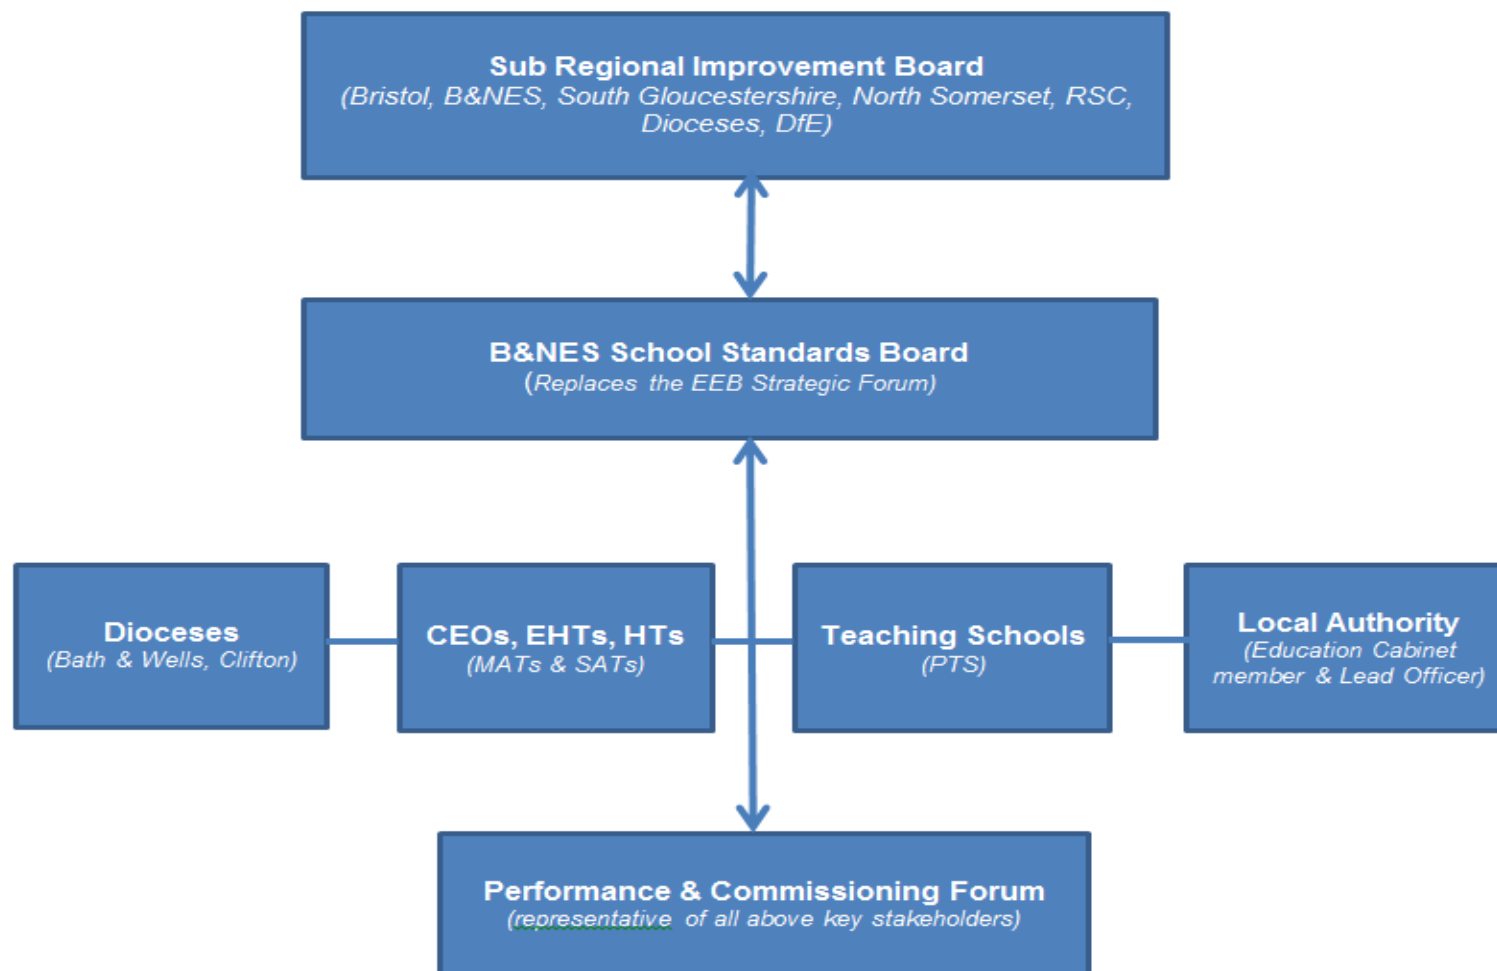 Sub Regional Improvement Board
(Bristol, B&NES, South Gloucestershire, North Somerset, RSC,
Dioceses, DfE)
B&NES School Standards Board
(Replaces the EEB Strategic Forum)
Dioceses
(Bath & Wells, Clifton)
CEOs, EHTs, HTs
(MATs & SATs)
Teaching Schools
(PTS)
Local Authority
(Education Cabinet
member & Lead Officer)
Performance & Commissioning Forum
(representative of all above key stakeholders)